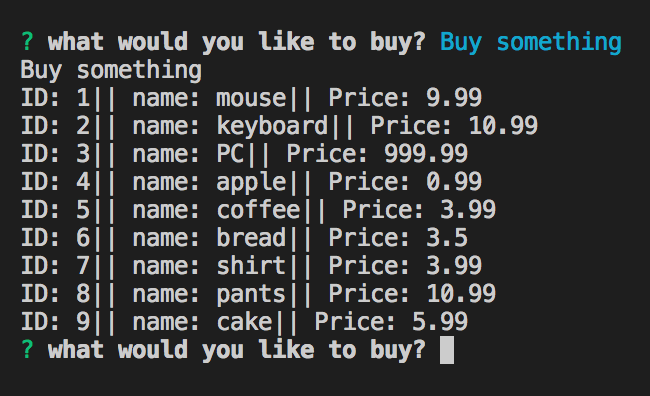 ? what would you like to buy? Buy something
Buy something
ID: 1|| name: mouse|| Price: 9.99
ID: 2|| name: keyboard|| Price: 10.99
ID: 3|| name: PC|| Price: 999.99
ID: 4|| name: apple|| Price: 0.99
ID: 5|| name: coffee|| Price: 3.99
ID: 6|| name: bread|| Price: 3.5
ID: 7|| name: shirt|| Price: 3.99
ID: 8|| name: pants|| Price: 10.99
ID: 9|| name: cake|| Price: 5.99
? what would you like to buy?